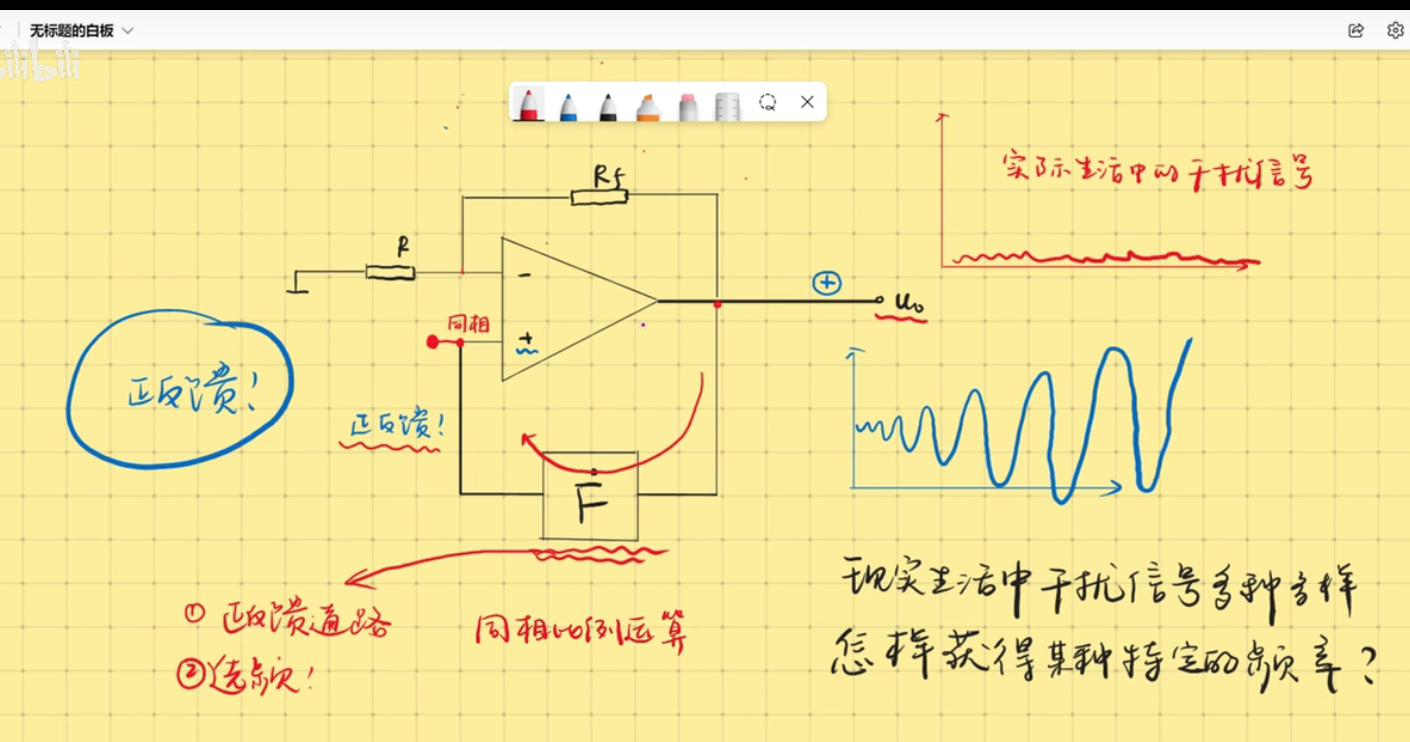 无标题的白板
bilibili
实际生活中的干扰信号
Rf
R
-
+
⊕
uo
同相
+
正反馈!
正反馈!
Ḟ
① 正反馈通路
②选频!
同相比例运算
现实生活中干扰信号多种多样
怎样获得某种特定的频率?